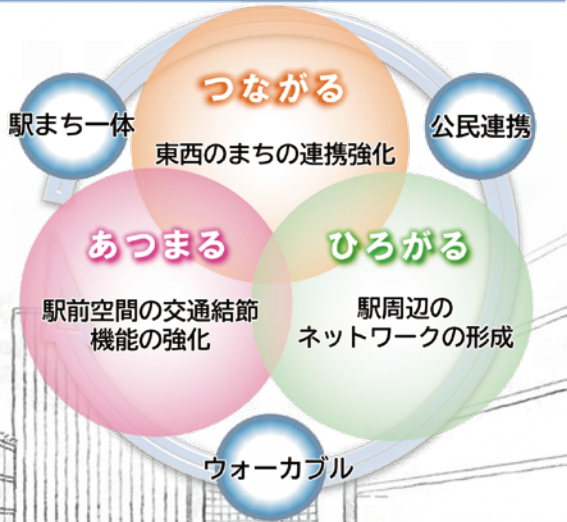 つながる
駅まち一体
公民連携
東西のまちの連携強化
あつまる
駅前空間の交通結節
機能の強化
ひろがる
駅周辺の
ネットワークの形成
ウォーカブル